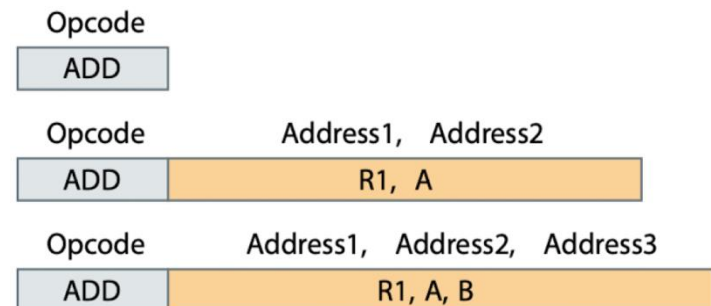 Opcode
ADD
Opcode Address1, Address2
ADD R1, A
Opcode Address1, Address2, Address3
ADD R1, A, B